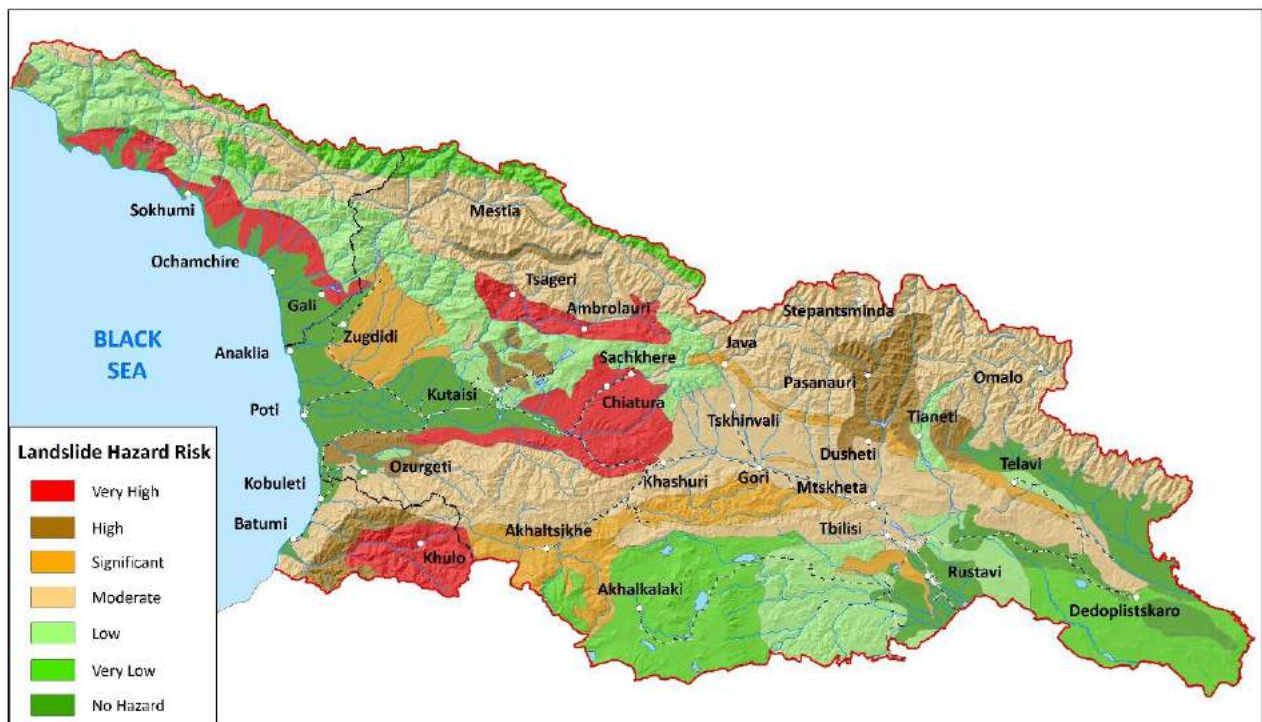 Sokhumi
Mestia
Ochamchire
Tsageri
Gali
Ambrolauri
Stepantsminda
BLACK
SEA
Zugdidi
Anaklia
Sachkhere
Java
Pasanauri
Omalo
Kutaisi
Chiatura
Poti
Tskhinvali
Tianeti
Landslide Hazard Risk
Very High
High
Significant
Moderate
Low
Very Low
No Hazard
Ozurgeti
Dusheti
Telavi
Kobuleti
Khashuri
Gori
Mtskheta
Batumi
Khulo
Akhaltsikhe
Tbilisi
Akhalkalaki
Rustavi
Dedoplistskaro